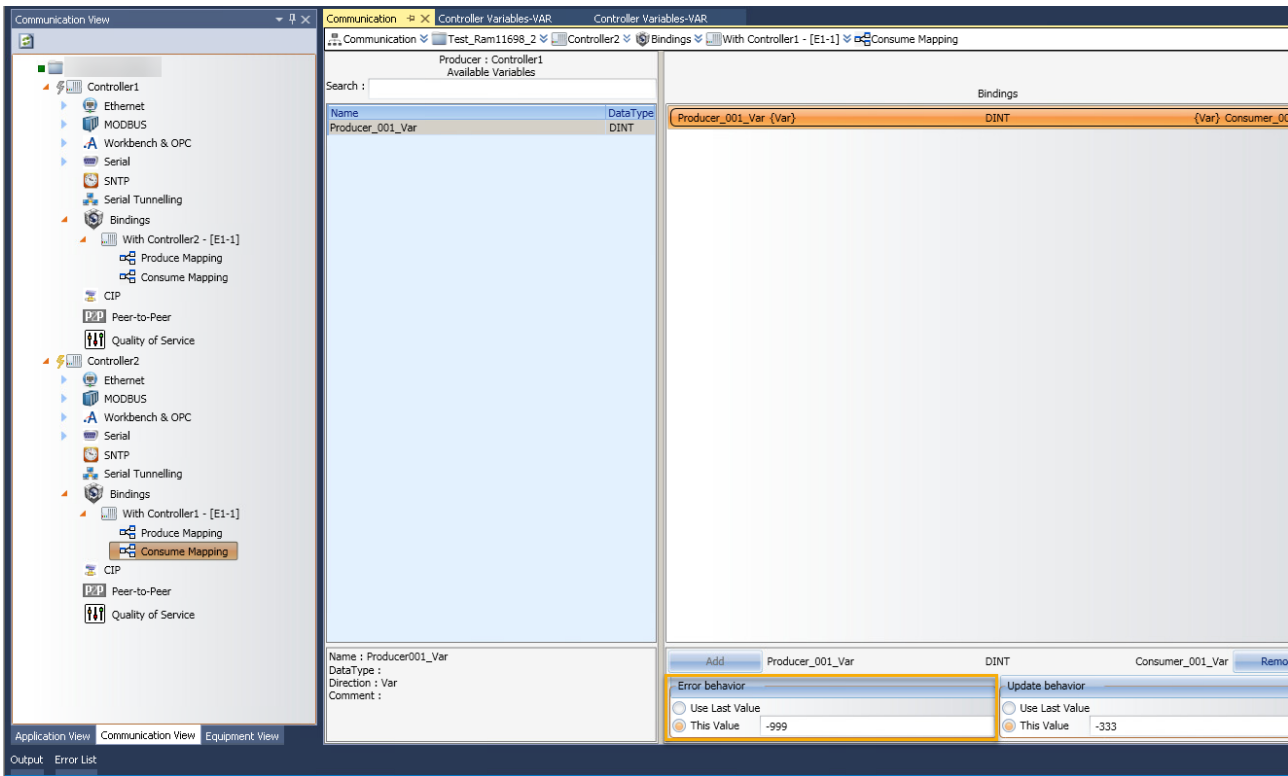 Communication View
Communication
Controller Variables-VAR
Controller Variables-VAR
Communication
Test_Ram11698_2
Controller2
Bindings
With Controller1 - [E1-1]
Consume Mapping
Controller1
Ethernet
MODBUS
Workbench & OPC
Serial
SNTP
Serial Tunnelling
Bindings
With Controller2 - [E1-1]
Produce Mapping
Consume Mapping
CIP
P2P Peer-to-Peer
Quality of Service
Controller2
Ethernet
MODBUS
Workbench & OPC
Serial
SNTP
Serial Tunnelling
Bindings
With Controller1 - [E1-1]
Produce Mapping
Consume Mapping
CIP
P2P Peer-to-Peer
Quality of Service
Application View Communication View Equipment View
Output Error List
Producer : Controller1
Available Variables
Search :
Name DataType
Producer_001_Var DINT
Name : Producer001_Var
DataType :
Direction : Var
Comment :
Bindings
Producer_001_Var {Var} DINT {Var} Consumer_00
Add Producer_001_Var DINT Consumer_001_Var Remo
Error behavior
Use Last Value
This Value -999
Update behavior
Use Last Value
This Value -333